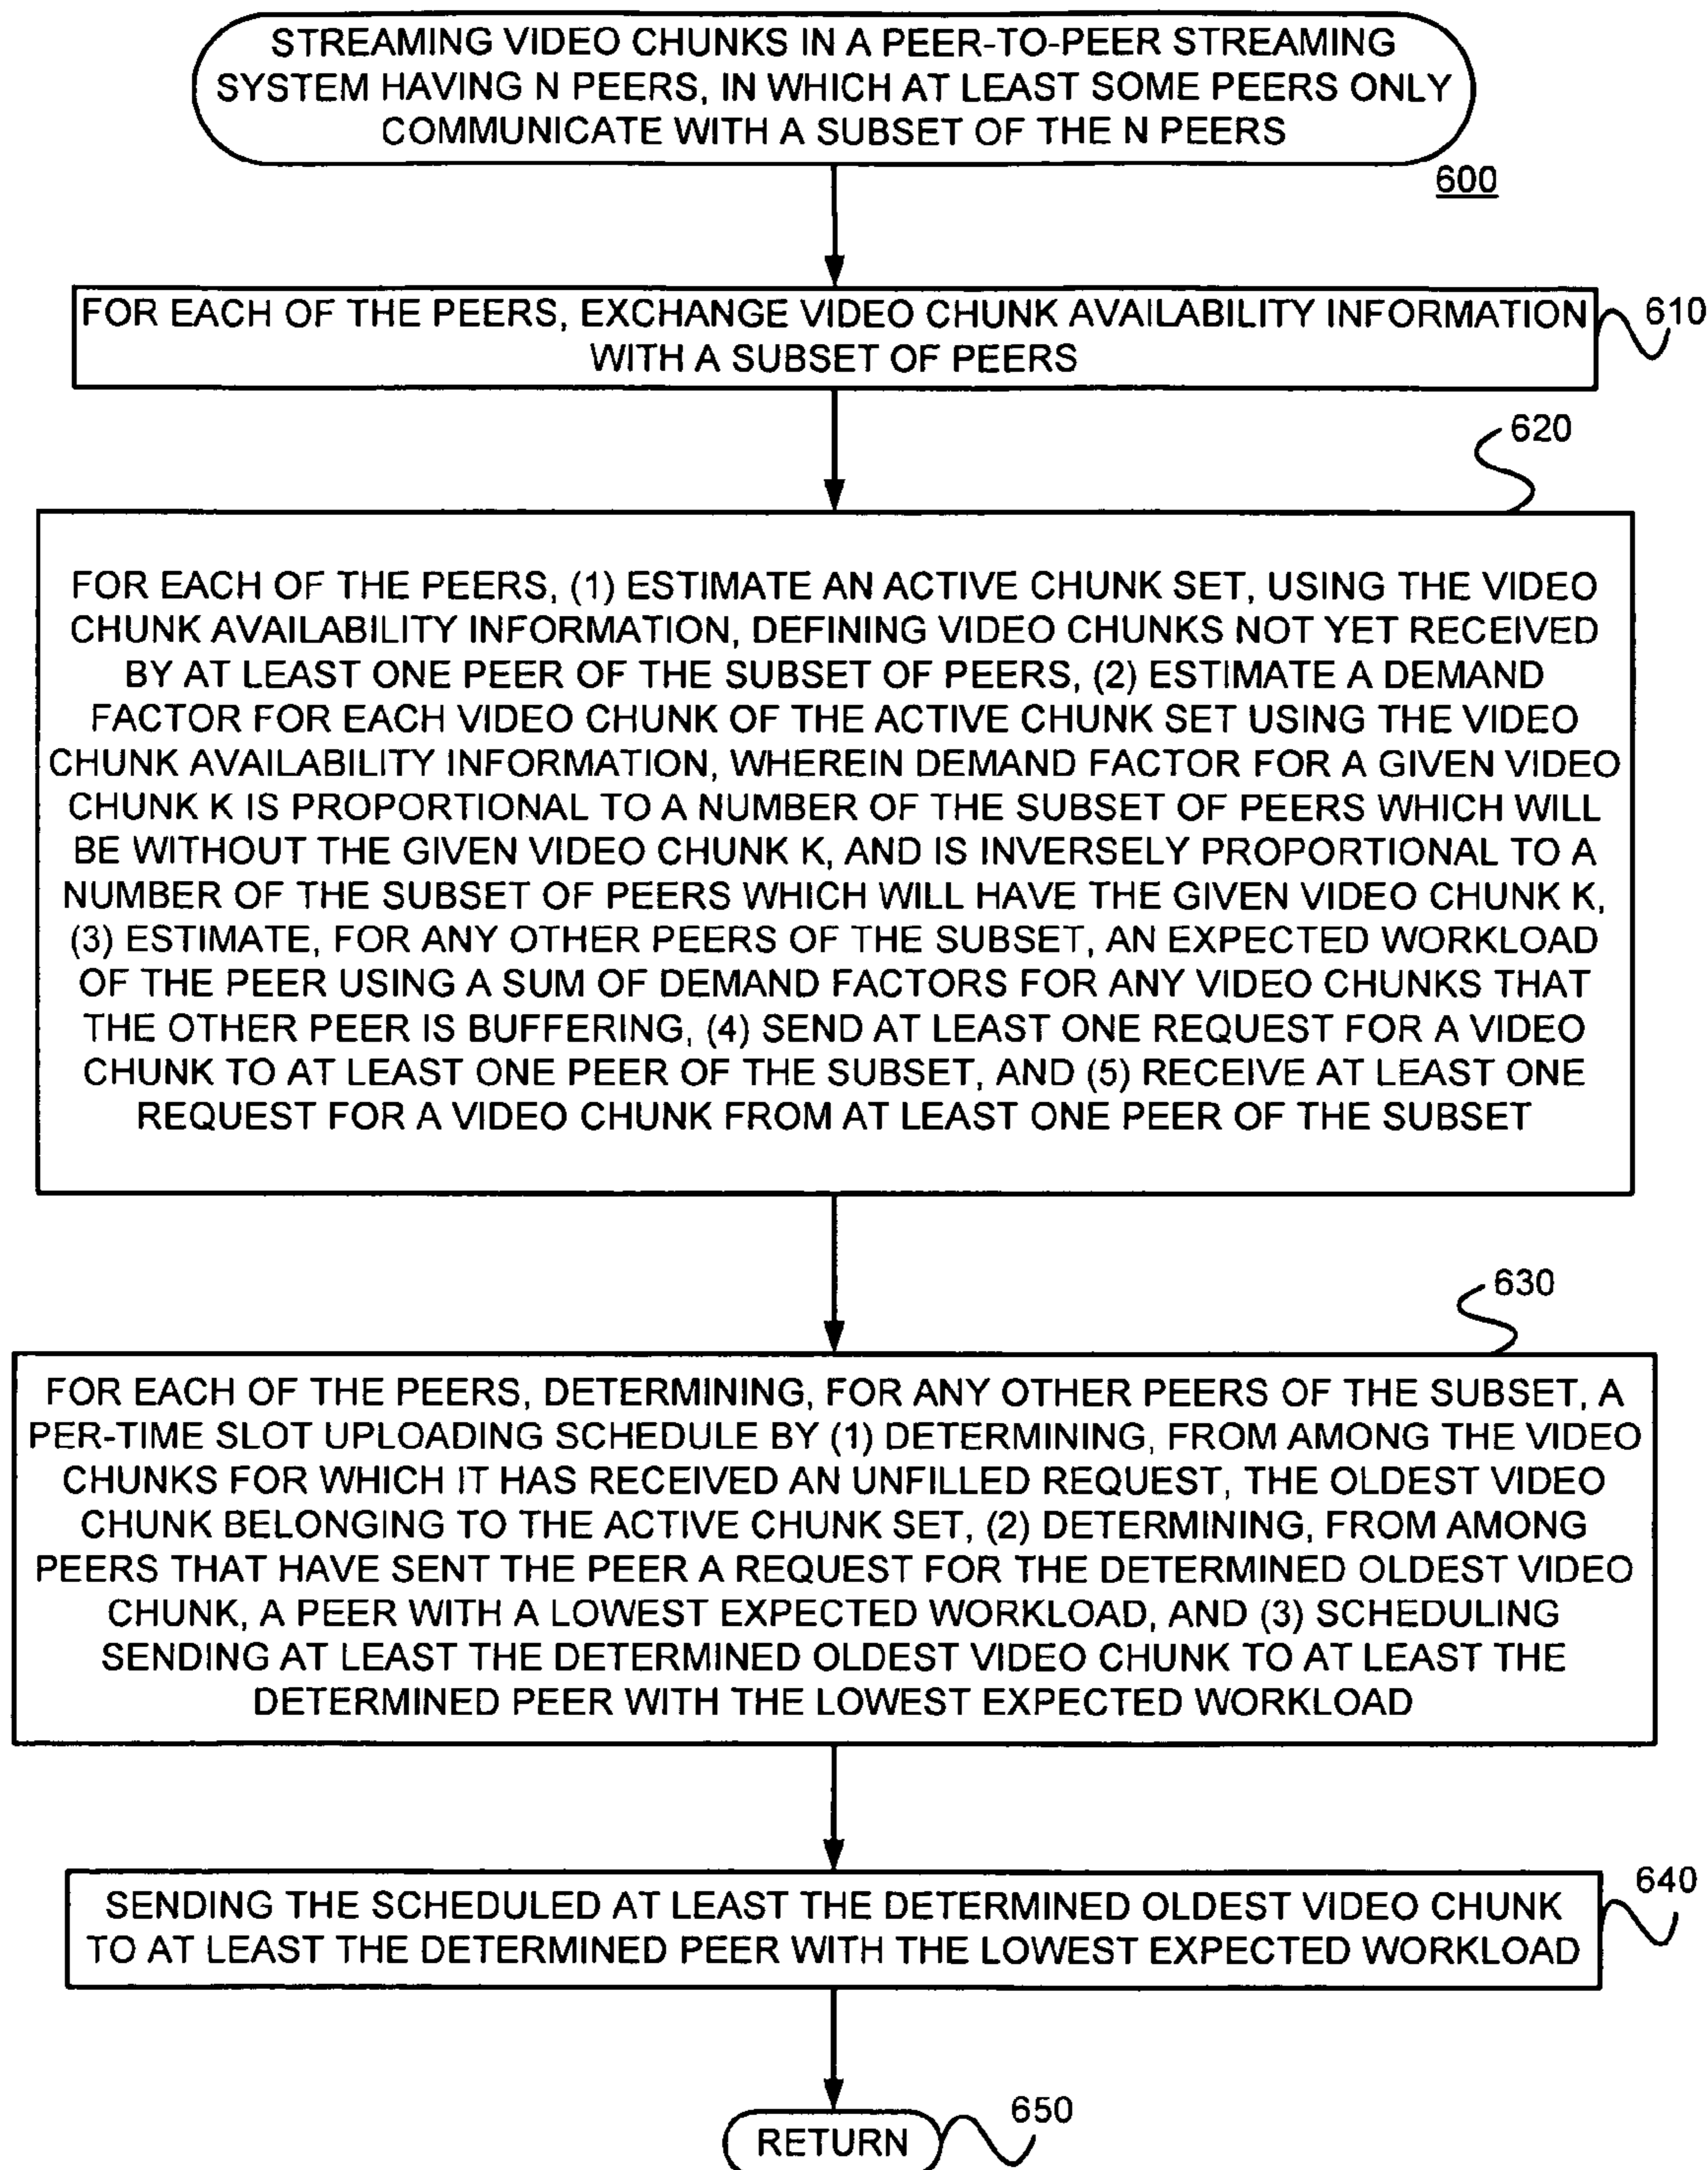 STREAMING VIDEO CHUNKS IN A PEER-TO-PEER STREAMING
SYSTEM HAVING N PEERS, IN WHICH AT LEAST SOME PEERS ONLY
COMMUNICATE WITH A SUBSET OF THE N PEERS
600
FOR EACH OF THE PEERS, EXCHANGE VIDEO CHUNK AVAILABILITY INFORMATION
WITH A SUBSET OF PEERS
610
620
FOR EACH OF THE PEERS, (1) ESTIMATE AN ACTIVE CHUNK SET, USING THE VIDEO
CHUNK AVAILABILITY INFORMATION, DEFINING VIDEO CHUNKS NOT YET RECEIVED
BY AT LEAST ONE PEER OF THE SUBSET OF PEERS, (2) ESTIMATE A DEMAND
FACTOR FOR EACH VIDEO CHUNK OF THE ACTIVE CHUNK SET USING THE VIDEO
CHUNK AVAILABILITY INFORMATION, WHEREIN DEMAND FACTOR FOR A GIVEN VIDEO
CHUNK K IS PROPORTIONAL TO A NUMBER OF THE SUBSET OF PEERS WHICH WILL
BE WITHOUT THE GIVEN VIDEO CHUNK K, AND IS INVERSELY PROPORTIONAL TO A
NUMBER OF THE SUBSET OF PEERS WHICH WILL HAVE THE GIVEN VIDEO CHUNK K,
(3) ESTIMATE, FOR ANY OTHER PEERS OF THE SUBSET, AN EXPECTED WORKLOAD
OF THE PEER USING A SUM OF DEMAND FACTORS FOR ANY VIDEO CHUNKS THAT
THE OTHER PEER IS BUFFERING, (4) SEND AT LEAST ONE REQUEST FOR A VIDEO
CHUNK TO AT LEAST ONE PEER OF THE SUBSET, AND (5) RECEIVE AT LEAST ONE
REQUEST FOR A VIDEO CHUNK FROM AT LEAST ONE PEER OF THE SUBSET
630
FOR EACH OF THE PEERS, DETERMINING, FOR ANY OTHER PEERS OF THE SUBSET, A
PER-TIME SLOT UPLOADING SCHEDULE BY (1) DETERMINING, FROM AMONG THE VIDEO
CHUNKS FOR WHICH IT HAS RECEIVED AN UNFILLED REQUEST, THE OLDEST VIDEO
CHUNK BELONGING TO THE ACTIVE CHUNK SET, (2) DETERMINING, FROM AMONG
PEERS THAT HAVE SENT THE PEER A REQUEST FOR THE DETERMINED OLDEST VIDEO
CHUNK, A PEER WITH A LOWEST EXPECTED WORKLOAD, AND (3) SCHEDULING
SENDING AT LEAST THE DETERMINED OLDEST VIDEO CHUNK TO AT LEAST THE
DETERMINED PEER WITH THE LOWEST EXPECTED WORKLOAD
SENDING THE SCHEDULED AT LEAST THE DETERMINED OLDEST VIDEO CHUNK
TO AT LEAST THE DETERMINED PEER WITH THE LOWEST EXPECTED WORKLOAD
640
RETURN
650